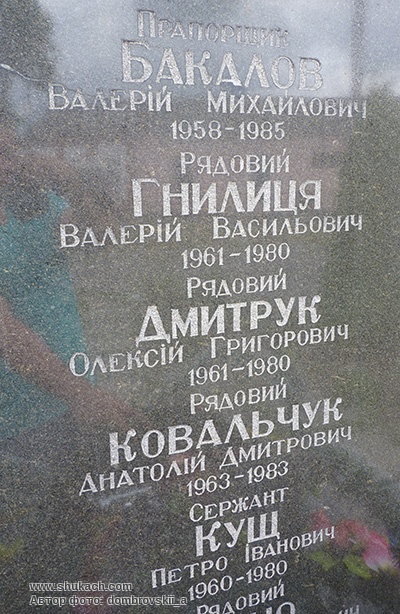 Прапорщик
Бакалов
Валерій Михайлович
1958-1985
Рядовий
Гнилиця
Валерій Васильович
1961-1980
Рядовий
Дмитрук
Олексій Григорович
1961-1980
Рядовий
Ковальчук
Анатолій Дмитрович
1963-1983
Сержант
Кущ
Петро Іванович
1960-1980
Рядовий
www.shukach.com
Автор фото: dombrovskii_a